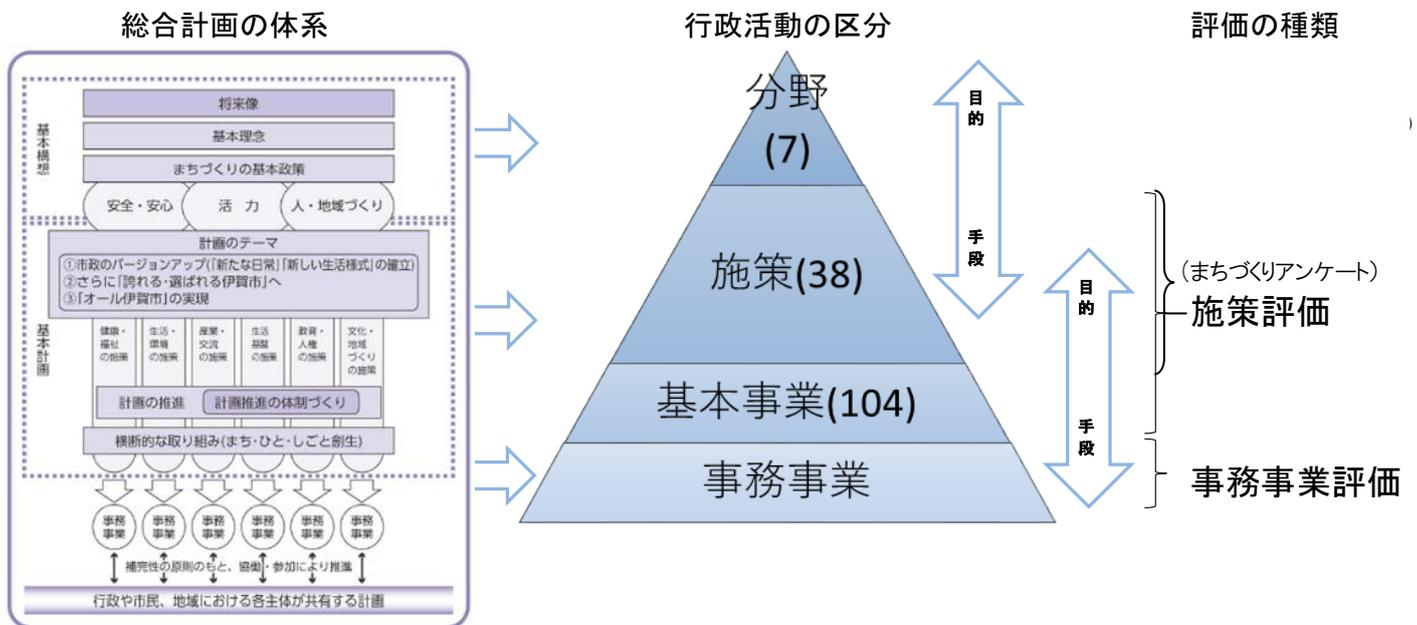 総合計画の体系
行政活動の区分
評価の種類
基本構想
将来像
基本理念
まちづくりの基本政策
安全・安心
活 力
人・地域づくり
基本計画
計画のテーマ
①市政のバージョンアップ(「新たな日常」「新しい生活様式」の確立)
②さらに「誇れる・選ばれる伊賀市」へ
③「オール伊賀市」の実現
健康・
福祉
の施策
生活・
環境
の施策
産業・
交流
の施策
生活
基盤
の施策
教育・
人権
の施策
文化・
地域
づくり
の施策
計画の推進
計画推進の体制づくり
横断的な取り組み(まち・ひと・しごと創生)
事務
事業
事務
事業
事務
事業
事務
事業
事務
事業
事務
事業
補完性の原則のもと、協働・参加により推進
行政や市民、地域における各主体が共有する計画
分野
(7)
施策(38)
基本事業(104)
事務事業
目的
手段
目的
手段
)
(まちづくりアンケート)
施策評価
事務事業評価